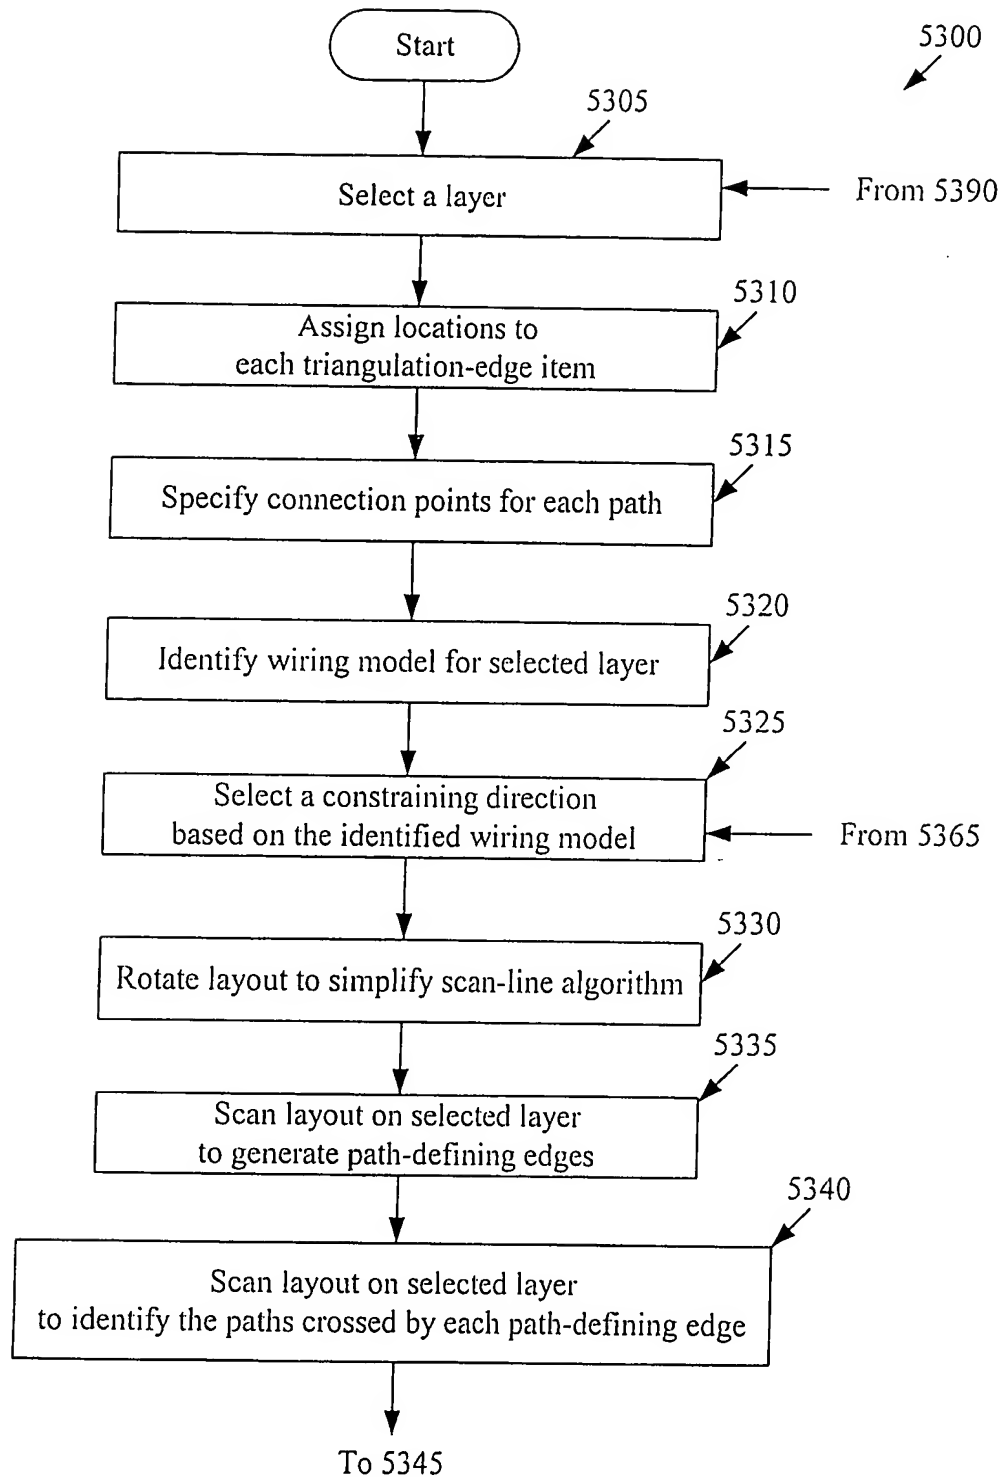 Start
5300
5305
Select a layer
From 5390
5310
Assign locations to
each triangulation-edge item
5315
Specify connection points for each path
5320
Identify wiring model for selected layer
5325
Select a constraining direction
based on the identified wiring model
From 5365
5330
Rotate layout to simplify scan-line algorithm
5335
Scan layout on selected layer
to generate path-defining edges
5340
Scan layout on selected layer
to identify the paths crossed by each path-defining edge
To 5345